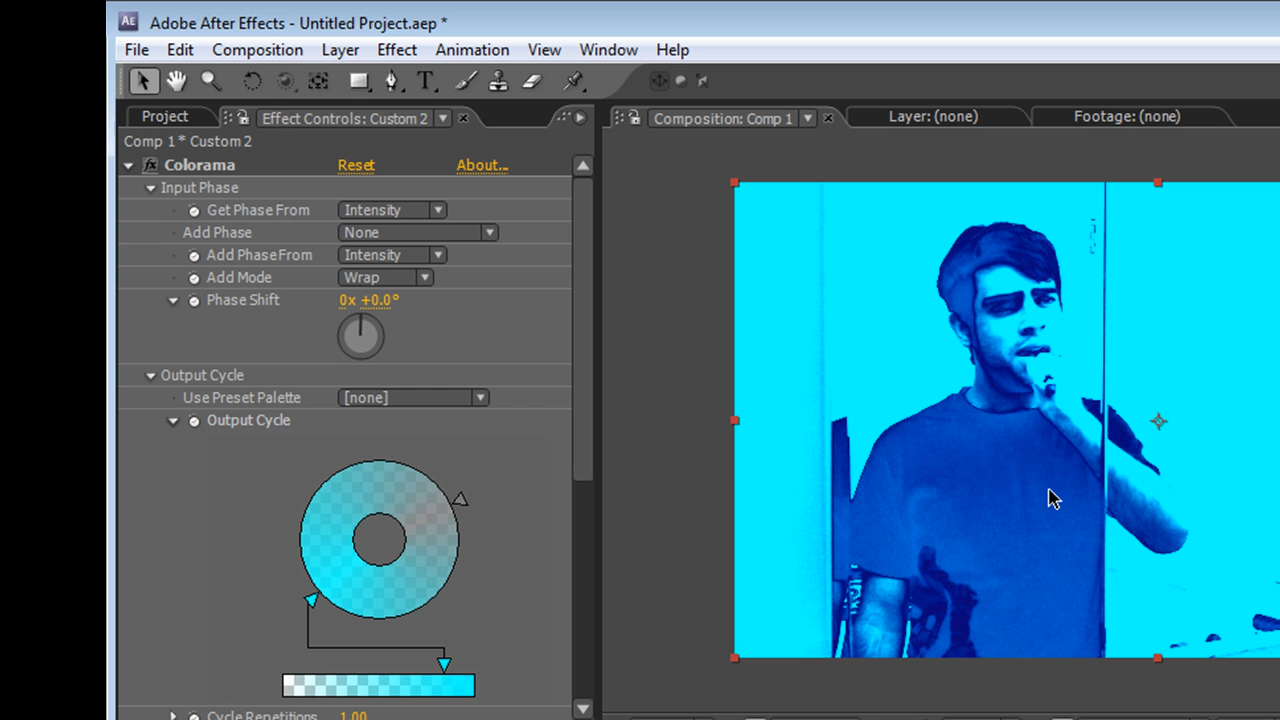 AE Adobe After Effects - Untitled Project.aep *
File Edit Composition Layer Effect Animation View Window Help
T
Project Effect Controls: Custom 2 Composition: Comp 1 Layer: (none) Footage: (none)
Comp 1 * Custom 2
fx Colorama Reset About...
Input Phase
Get Phase From Intensity
Add Phase None
Add Phase From Intensity
Add Mode Wrap
Phase Shift 0x +0.0°
Output Cycle
Use Preset Palette [none]
Output Cycle
Cycle Repetitions 1.00